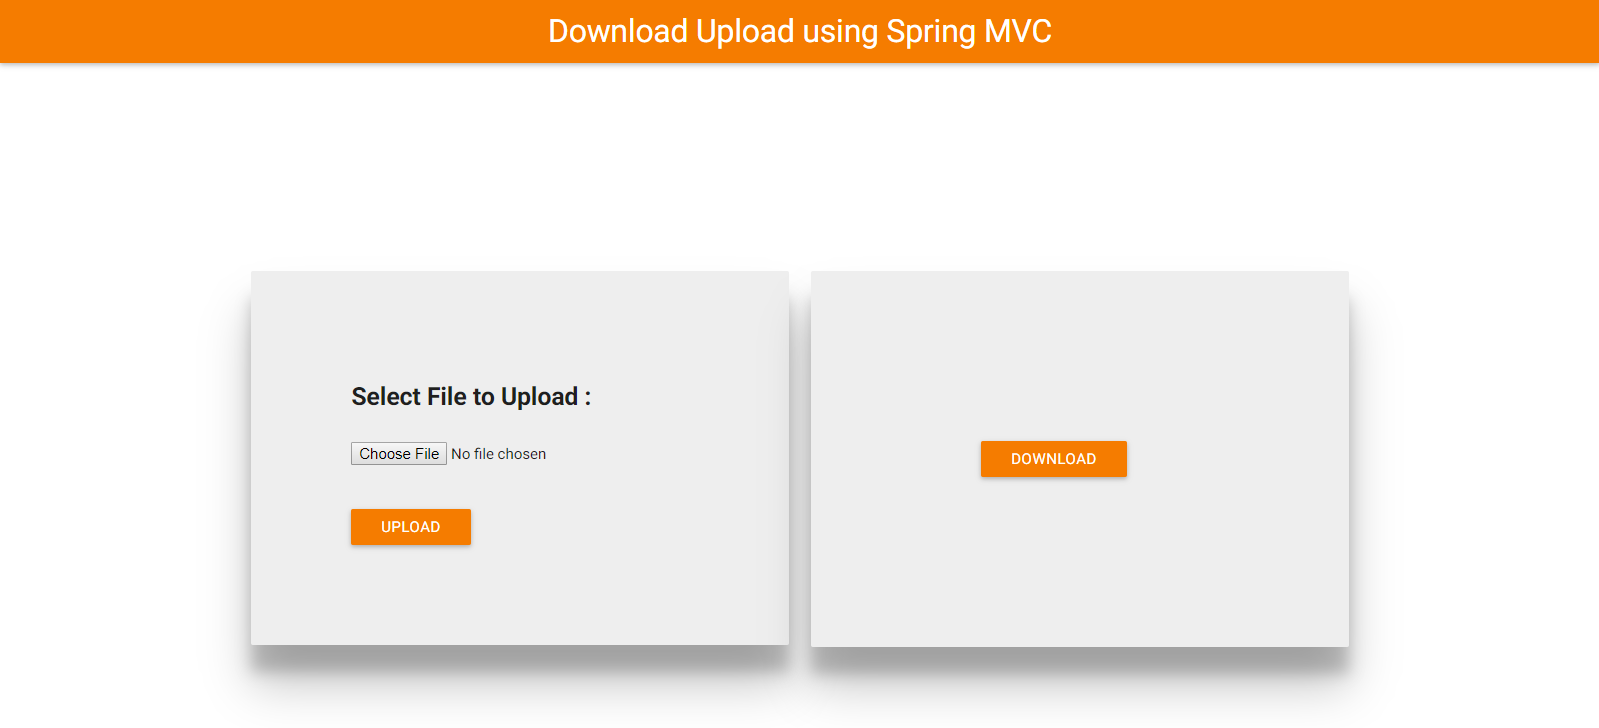 Download Upload using Spring MVC
Select File to Upload :
Choose File No file chosen
UPLOAD
DOWNLOAD